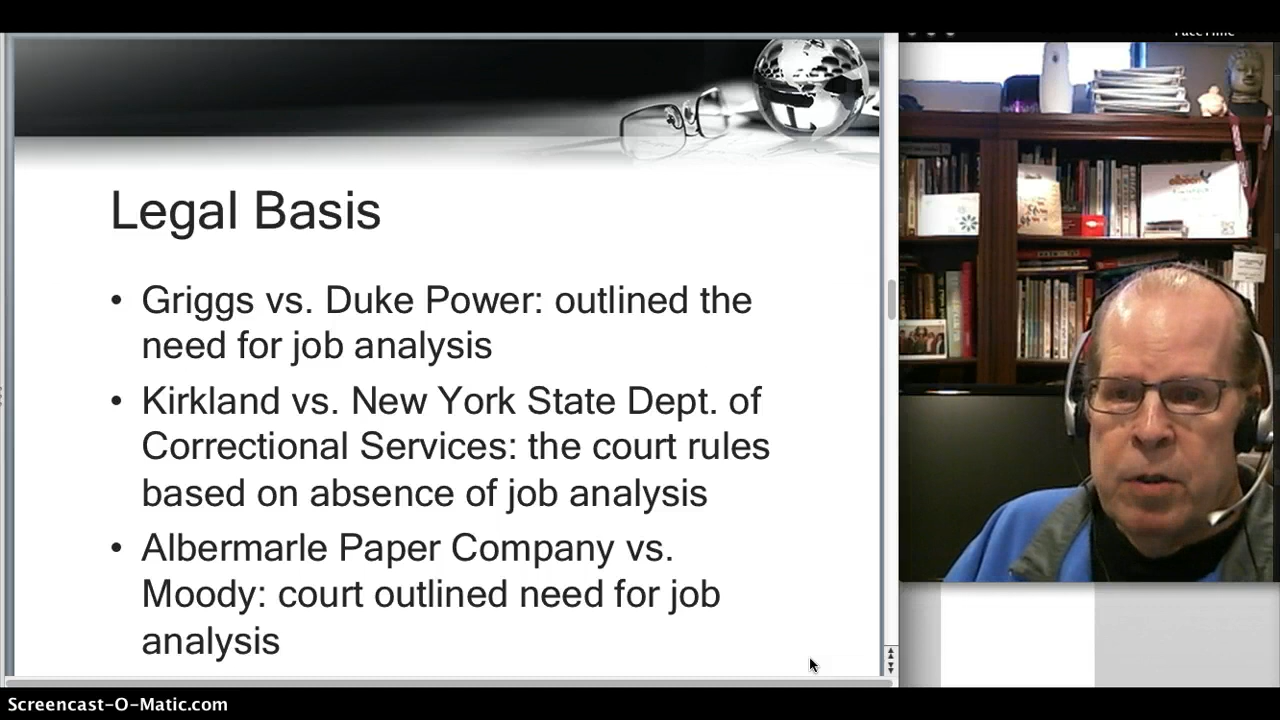 Legal Basis
• Griggs vs. Duke Power: outlined the
need for job analysis
• Kirkland vs. New York State Dept. of
Correctional Services: the court rules
based on absence of job analysis
• Albermarle Paper Company vs.
Moody: court outlined need for job
analysis
Screencast-O-Matic.com